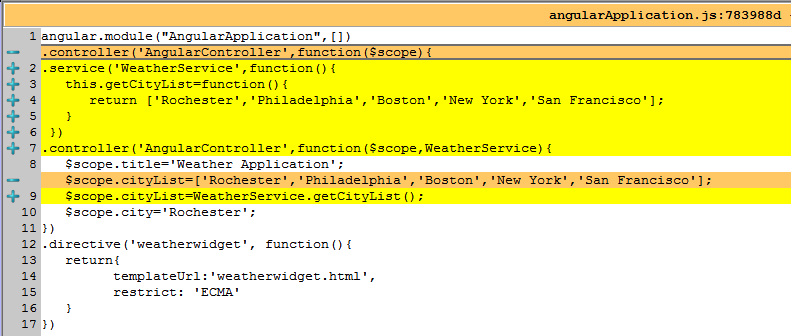 angularApplication.js:783988d
1 angular.module("AngularApplication",[])
.controller('AngularController',function($scope){
2 .service('WeatherService',function(){
3    this.getCityList=function(){
4       return ['Rochester','Philadelphia','Boston','New York','San Francisco'];
5    }
6  })
7 .controller('AngularController',function($scope,WeatherService){
8    $scope.title='Weather Application';
   $scope.cityList=['Rochester','Philadelphia','Boston','New York','San Francisco'];
9    $scope.cityList=WeatherService.getCityList();
10    $scope.city='Rochester';
11 })
12 .directive('weatherwidget', function(){
13    return{
14          templateUrl:'weatherwidget.html',
15          restrict: 'ECMA'
16    }
17 })